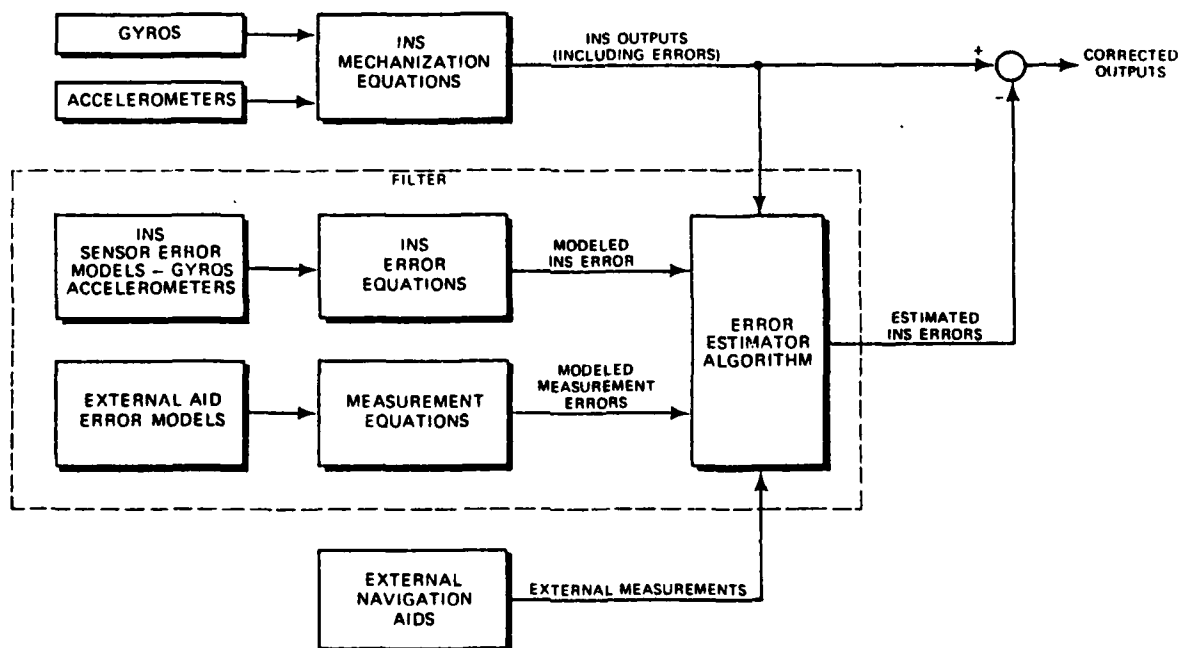 GYROS
ACCELEROMETERS
INS
MECHANIZATION
EQUATIONS
INS OUTPUTS
(INCLUDING ERRORS)
+
-
CORRECTED
OUTPUTS
FILTER
INS
SENSOR ERROR
MODELS – GYROS
ACCELEROMETERS
INS
ERROR
EQUATIONS
MODELED
INS ERROR
EXTERNAL AID
ERROR MODELS
MEASUREMENT
EQUATIONS
MODELED
MEASUREMENT
ERRORS
ERROR
ESTIMATOR
ALGORITHM
ESTIMATED
INS ERRORS
EXTERNAL
NAVIGATION
AIDS
EXTERNAL MEASUREMENTS